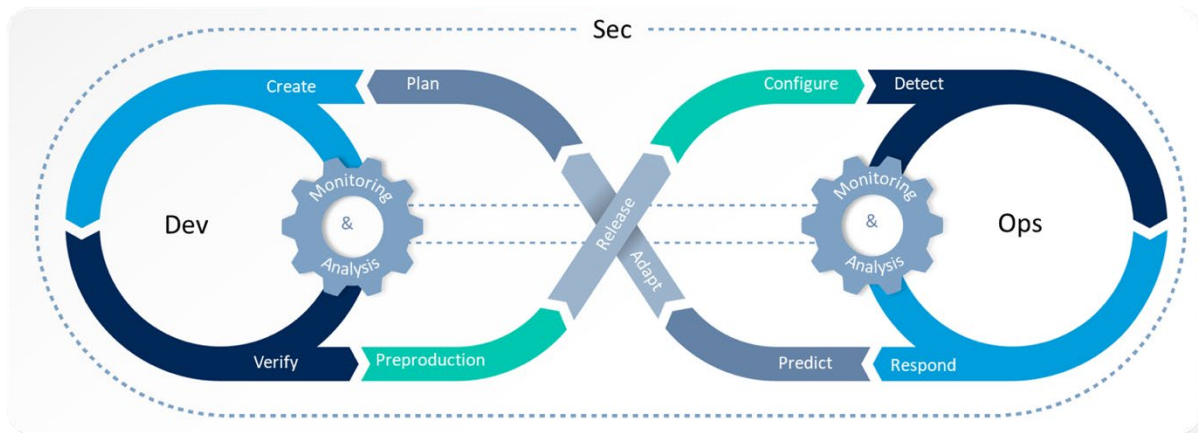 Sec
Create
Plan
Configure
Detect
Monitoring
&
Analysis
Monitoring
&
Analysis
Dev
Release
Adapt
Ops
Verify
Preproduction
Predict
Respond